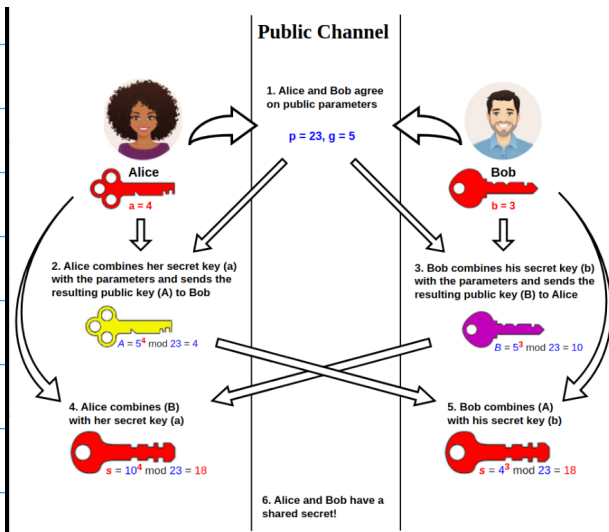 Public Channel
1. Alice and Bob agree
on public parameters
p = 23, g = 5
Alice
a = 4
Bob
b = 3
2. Alice combines her secret key (a)
with the parameters and sends the
resulting public key (A) to Bob
A = 5⁴ mod 23 = 4
3. Bob combines his secret key (b)
with the parameters and sends the
resulting public key (B) to Alice
B = 5³ mod 23 = 10
4. Alice combines (B)
with her secret key (a)
s = 10⁴ mod 23 = 18
5. Bob combines (A)
with his secret key (b)
s = 4³ mod 23 = 18
6. Alice and Bob have a
shared secret!